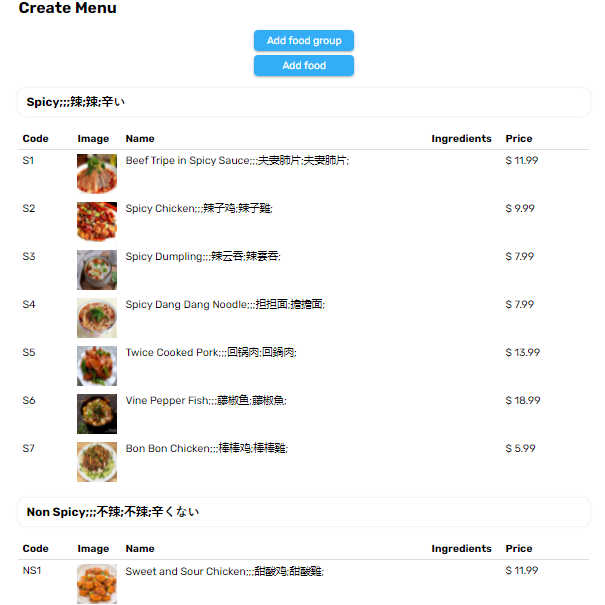 Create Menu
Add food group
Add food
Spicy;;;辣;辣;辛い
Code Image Name Ingredients Price
S1 Beef Tripe in Spicy Sauce;;;夫妻肺片;夫妻肺片; $ 11.99
S2 Spicy Chicken;;;辣子鸡;辣子雞; $ 9.99
S3 Spicy Dumpling;;;辣云吞;辣雲吞; $ 7.99
S4 Spicy Dang Dang Noodle;;;担担面;擔擔面; $ 7.99
S5 Twice Cooked Pork;;;回锅肉;回鍋肉; $ 13.99
S6 Vine Pepper Fish;;;藤椒鱼;藤椒魚; $ 18.99
S7 Bon Bon Chicken;;;棒棒鸡;棒棒雞; $ 5.99
Non Spicy;;;不辣;不辣;辛くない
Code Image Name Ingredients Price
NS1 Sweet and Sour Chicken;;;甜酸鸡;甜酸雞; $ 11.99